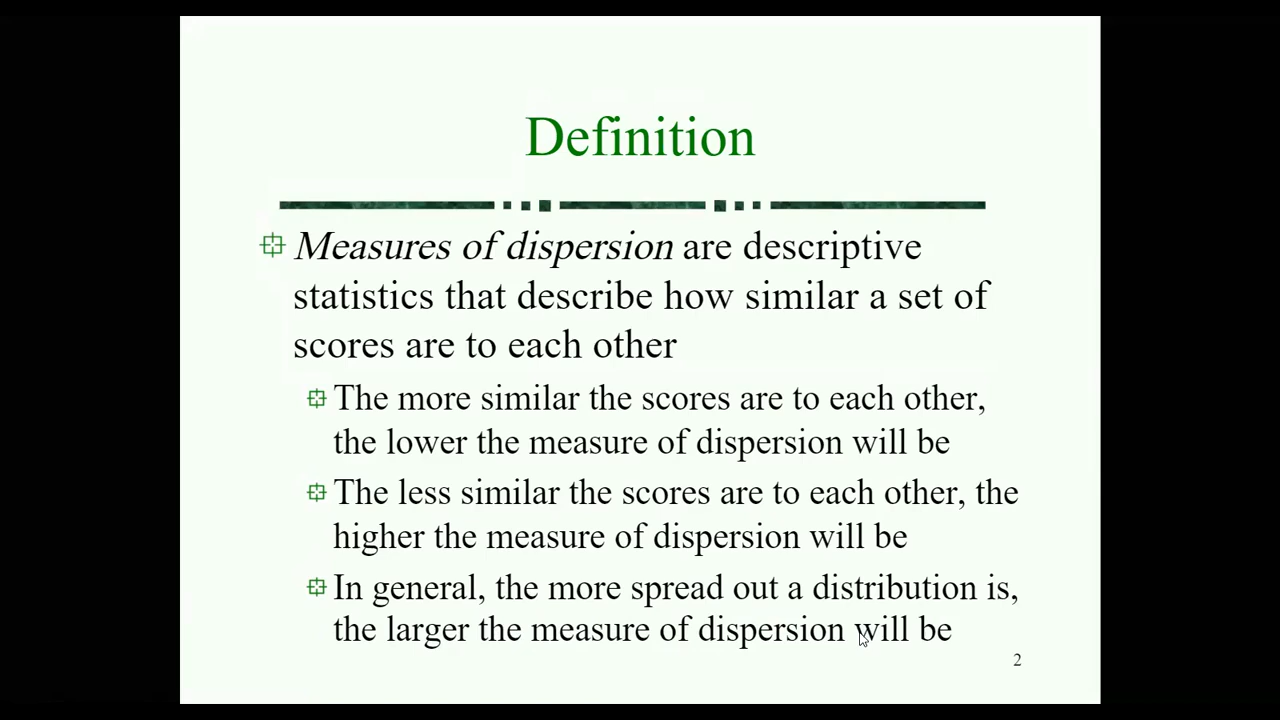 Definition
Measures of dispersion are descriptive
statistics that describe how similar a set of
scores are to each other
The more similar the scores are to each other,
the lower the measure of dispersion will be
The less similar the scores are to each other, the
higher the measure of dispersion will be
In general, the more spread out a distribution is,
the larger the measure of dispersion will be
2